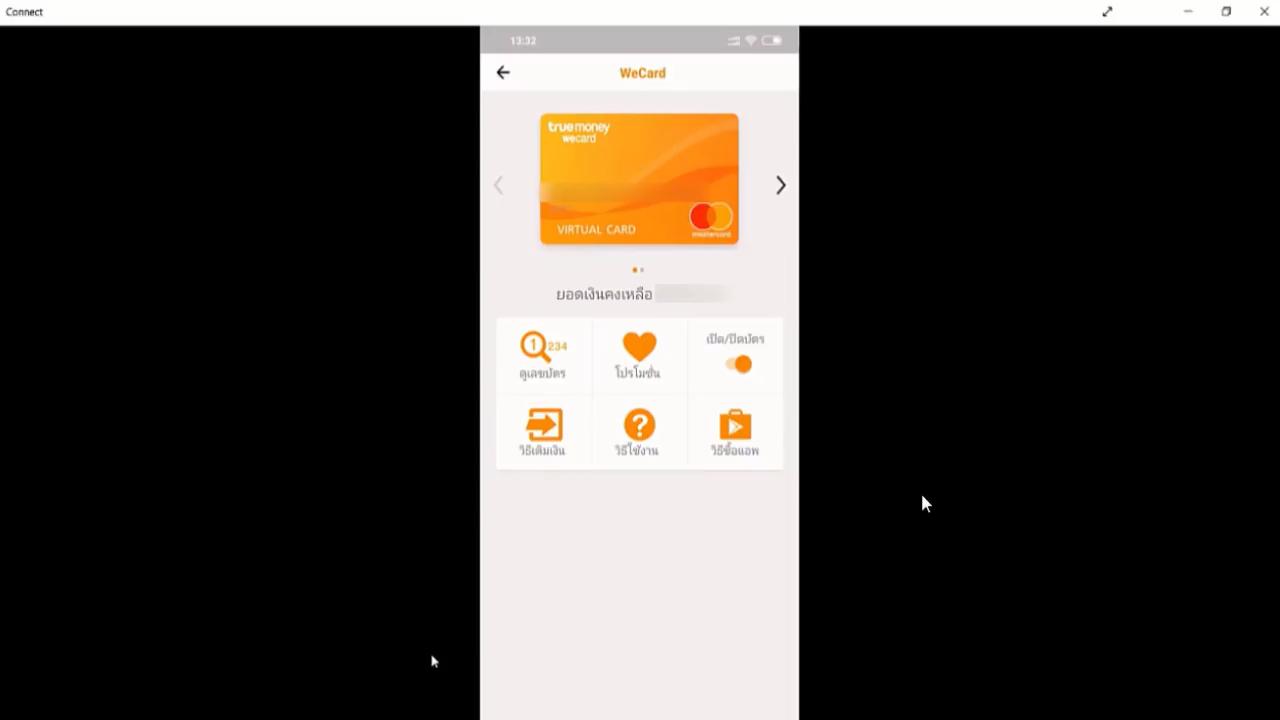 Connect
13:32
WeCard
truemoney
wecard
VIRTUAL CARD
mastercard
ยอดเงินคงเหลือ
1 234
ดูเลขบัตร
โปรโมชั่น
เปิด/ปิดบัตร
วิธีเติมเงิน
วิธีใช้งาน
วิธีซื้อแอพ